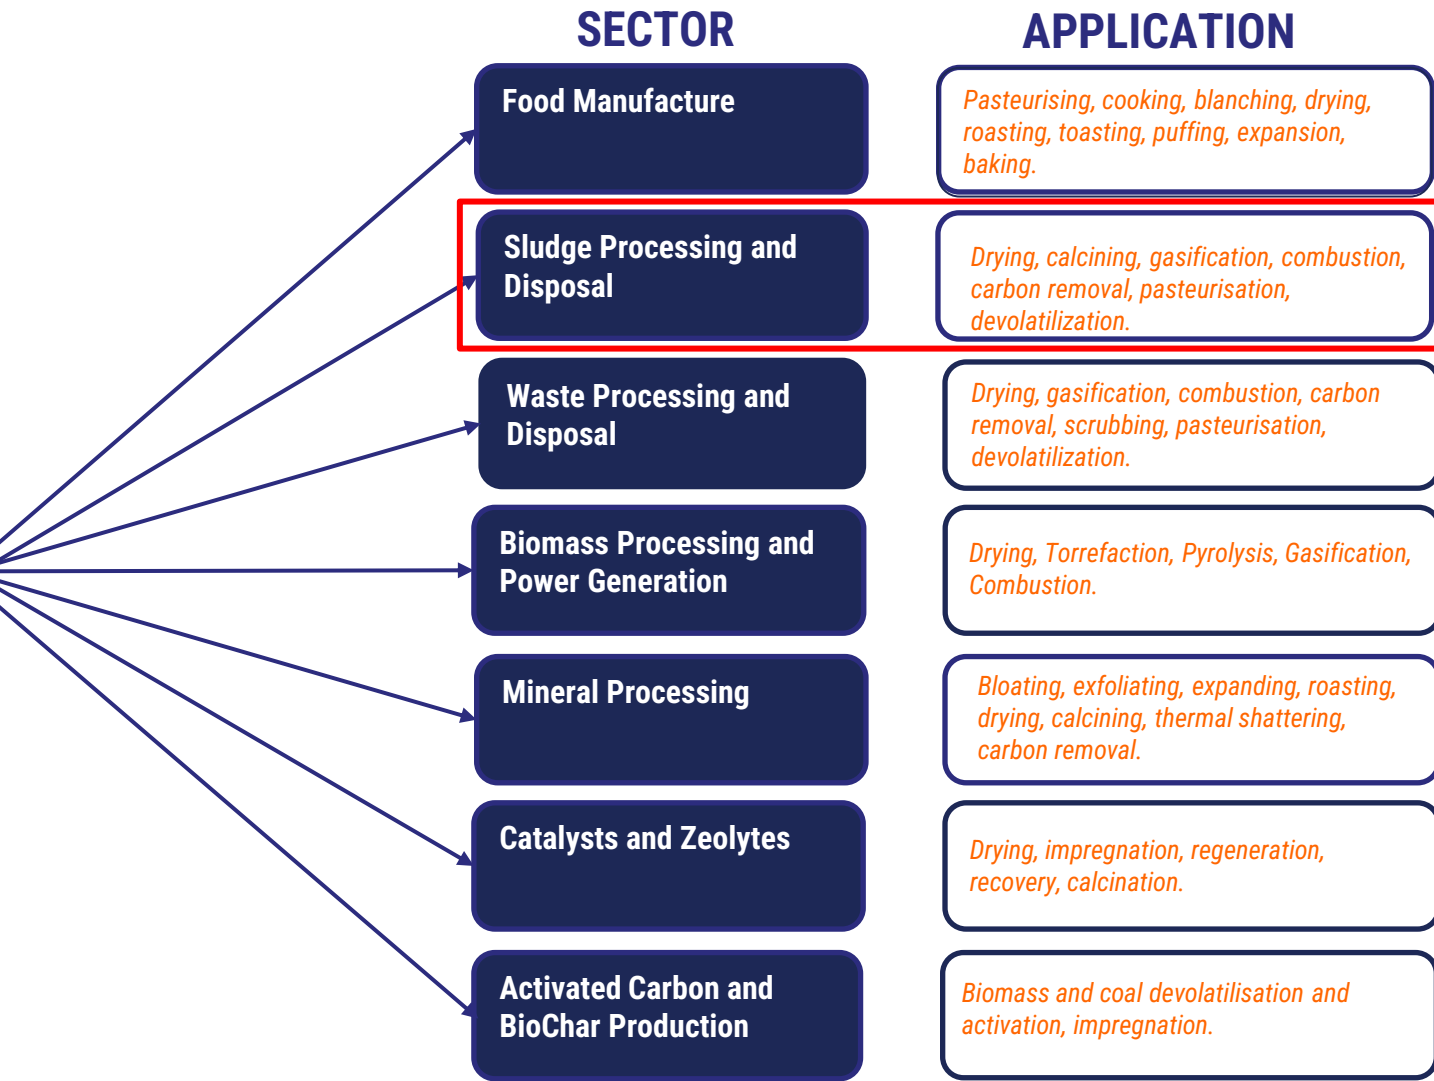 SECTOR
APPLICATION
Food Manufacture
Pasteurising, cooking, blanching, drying,
roasting, toasting, puffing, expansion,
baking.
Sludge Processing and
Disposal
Drying, calcining, gasification, combustion,
carbon removal, pasteurisation,
devolatilization.
Waste Processing and
Disposal
Drying, gasification, combustion, carbon
removal, scrubbing, pasteurisation,
devolatilization.
Biomass Processing and
Power Generation
Drying, Torrefaction, Pyrolysis, Gasification,
Combustion.
Mineral Processing
Bloating, exfoliating, expanding, roasting,
drying, calcining, thermal shattering,
carbon removal.
Catalysts and Zeolytes
Drying, impregnation, regeneration,
recovery, calcination.
Activated Carbon and
BioChar Production
Biomass and coal devolatilisation and
activation, impregnation.